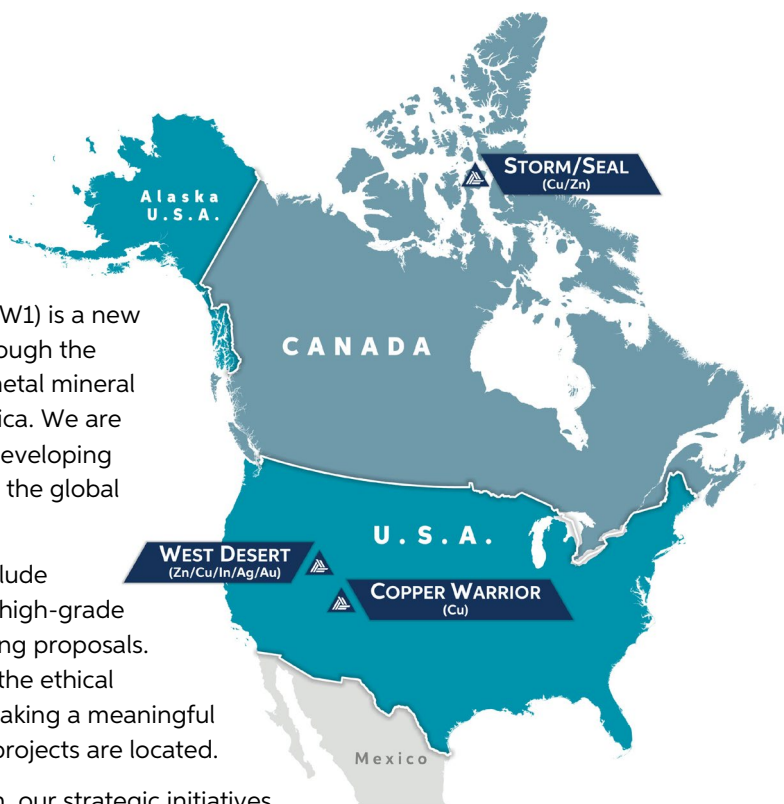 STORM/SEAL
(Cu/Zn)
Alaska
U.S.A.
CANADA
W1) is a new
ough the
netal mineral
ica. We are
developing
the global
U.S.A.
WEST DESERT
(Zn/Cu/In/Ag/Au)
COPPER WARRIOR
(Cu)
lude
high-grade
ng proposals.
the ethical
aking a meaningful
projects are located.
Mexico
our strategic initiatives